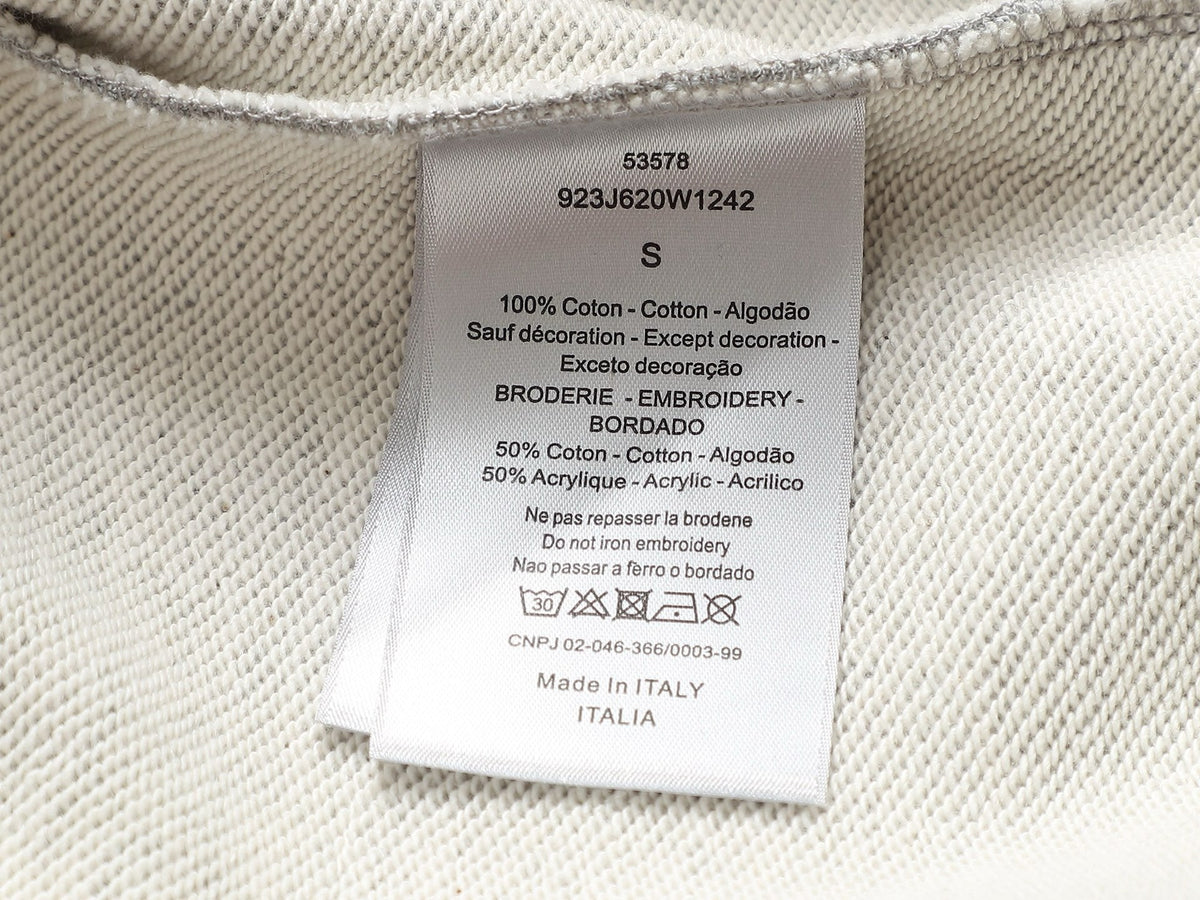 53578
923J620W1242
S
100% Coton - Cotton - Algodão
Sauf décoration - Except decoration -
Exceto decoração
BRODERIE - EMBROIDERY -
BORDADO
50% Coton - Cotton - Algodão
50% Acrylique - Acrylic - Acrilico
Ne pas repasser la brodene
Do not iron embroidery
Nao passar a fèrro o bordado
30
CNPJ 02-046-366/0003-99
Made In ITALY
ITALIA